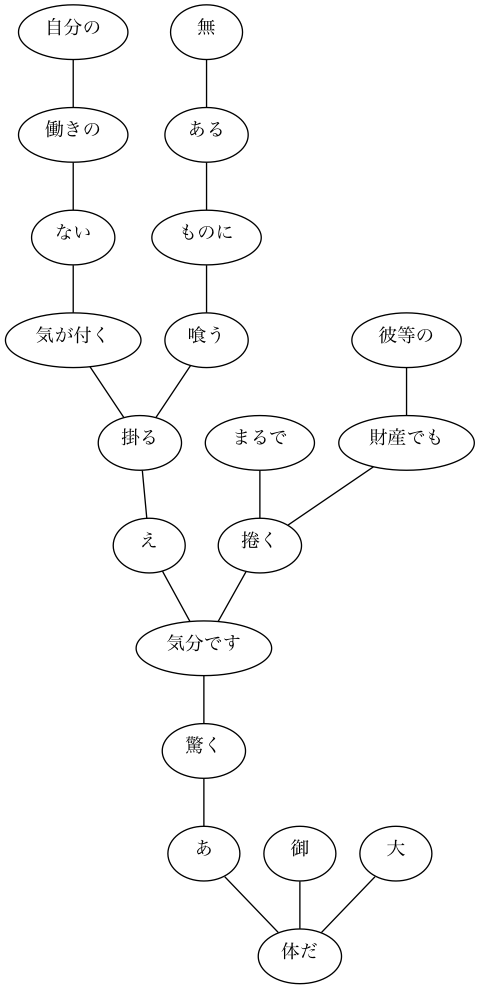 自分の
無
働きの
ある
ない
ものに
気が付く
喰う
彼等の
掛る
まるで
財産でも
え
捲く
気分です
驚く
あ
御
大
体だ